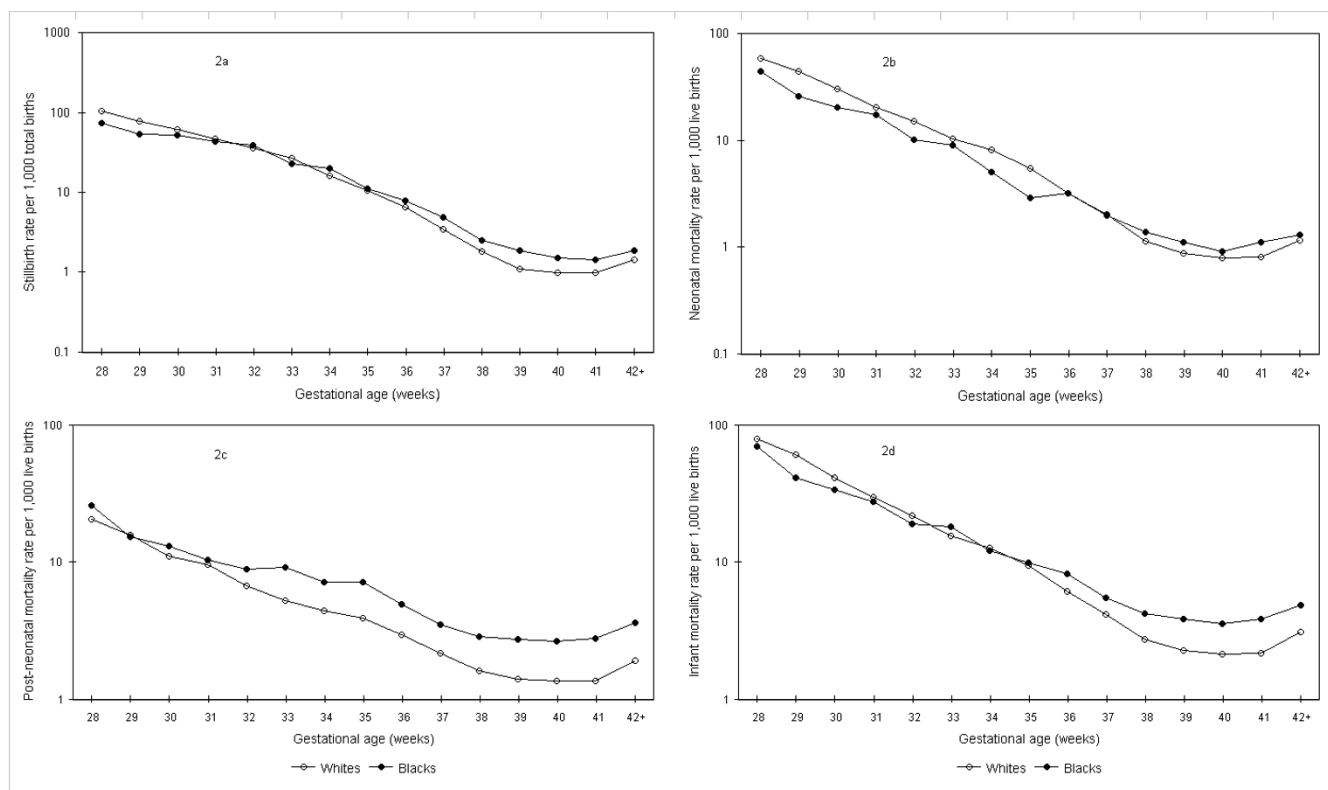 2a
Stillbirth rate per 1,000 total births
1000
100
10
1
0.1
28 29 30 31 32 33 34 35 36 37 38 39 40 41 42+
Gestational age (weeks)
2b
Neonatal mortality rate per 1,000 live births
100
10
1
0.1
28 29 30 31 32 33 34 35 36 37 38 39 40 41 42+
Gestational age (weeks)
2c
Post-neonatal mortality rate per 1,000 live births
100
10
1
28 29 30 31 32 33 34 35 36 37 38 39 40 41 42+
Gestational age (weeks)
Whites Blacks
2d
Infant mortality rate per 1,000 live births
100
10
1
28 29 30 31 32 33 34 35 36 37 38 39 40 41 42+
Gestational age (weeks)
Whites Blacks